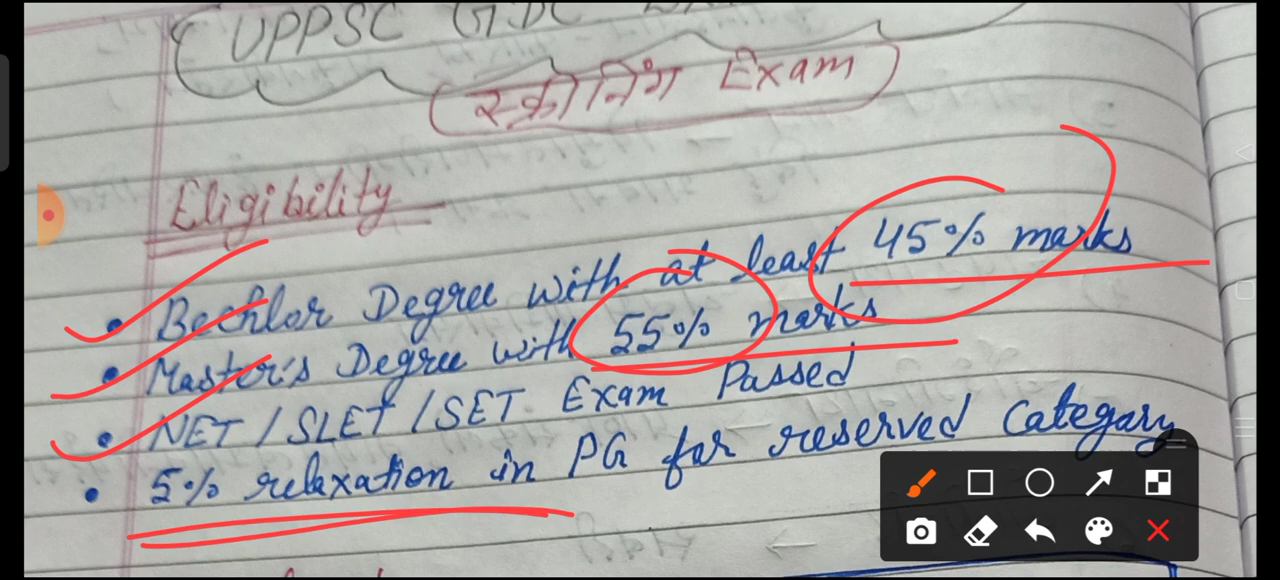 UPPSC GDC
स्क्रीनिंग Exam
Eligibility
• Bechlor Degree with at least 45% marks
• Master's Degree with 55% marks
• NET / SLET / SET Exam Passed
• 5% relaxation in PG for reserved Categary